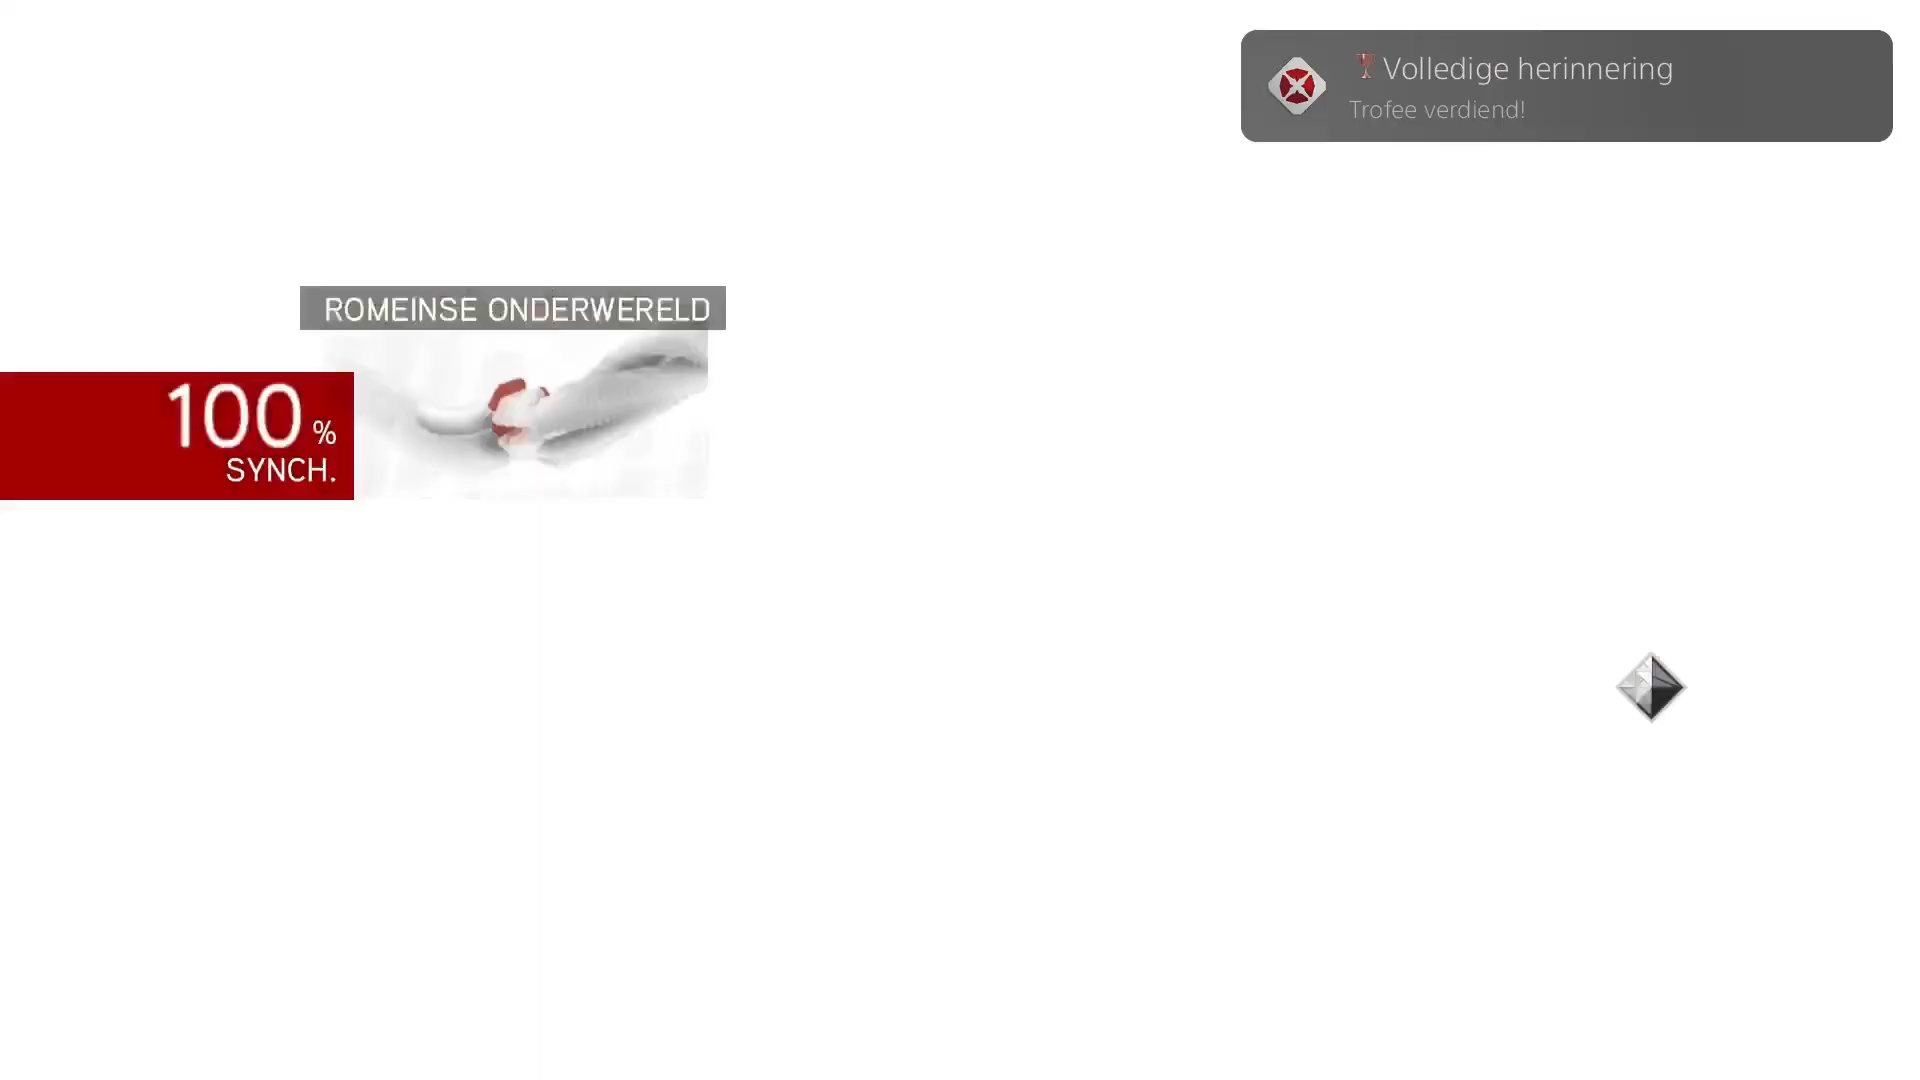 Volledige herinnering
Trofee verdiend!
ROMEINSE ONDERWERELD
100 %
SYNCH.